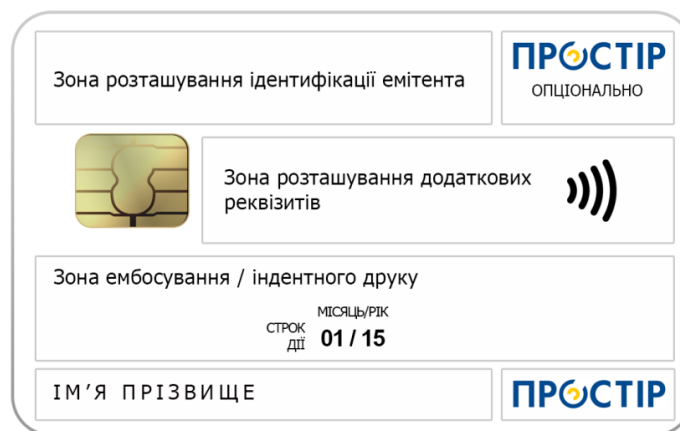 Зона розташування ідентифікації емітента
ПРОСТІР
ОПЦІОНАЛЬНО
Зона розташування додаткових
реквізитів
Зона ембосування / індентного друку
МІСЯЦЬ/РІК
СТРОК
ДІЇ 01 / 15
ІМ’Я ПРІЗВИЩЕ
ПРОСТІР